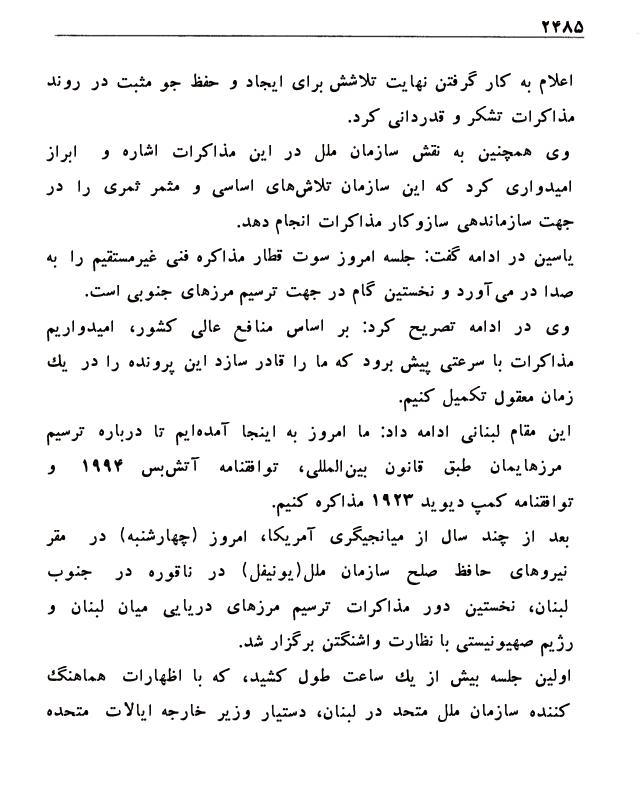 ۲۴۸۵
اعلام به کار گرفتن نهایت تلاشش برای ایجاد و حفظ جو مثبت در روند
مذاکرات تشکر و قدردانی کرد.
وی همچنین به نقش سازمان ملل در این مذاکرات اشاره و ابراز
امیدواری کرد که این سازمان تلاش‌های اساسی و مثمر ثمری را در
جهت سازماندهی سازوکار مذاکرات انجام دهد.
یاسین در ادامه گفت: جلسه امروز سوت قطار مذاکره فنی غیرمستقیم را به
صدا در می‌آورد و نخستین گام در جهت ترسیم مرزهای جنوبی است.
وی در ادامه تصریح کرد: بر اساس منافع عالی کشور، امیدواریم
مذاکرات با سرعتی پیش برود که ما را قادر سازد این پرونده را در یك
زمان معقول تکمیل کنیم.
این مقام لبنانی ادامه داد: ما امروز به اینجا آمده‌ایم تا درباره ترسیم
مرزهایمان طبق قانون بین‌المللی، توافقنامه آتش‌بس ۱۹۹۴ و
توافقنامه کمپ دیوید ۱۹۲۳ مذاکره کنیم.
بعد از چند سال از میانجیگری آمریکا، امروز (چهارشنبه) در مقر
نیروهای حافظ صلح سازمان ملل(یونیفل) در ناقوره در جنوب
لبنان، نخستین دور مذاکرات ترسیم مرزهای دریایی میان لبنان و
رژیم صهیونیستی با نظارت واشنگتن برگزار شد.
اولین جلسه بیش از یك ساعت طول کشید، که با اظهارات هماهنگ
کننده سازمان ملل متحد در لبنان، دستیار وزیر خارجه ایالات متحده